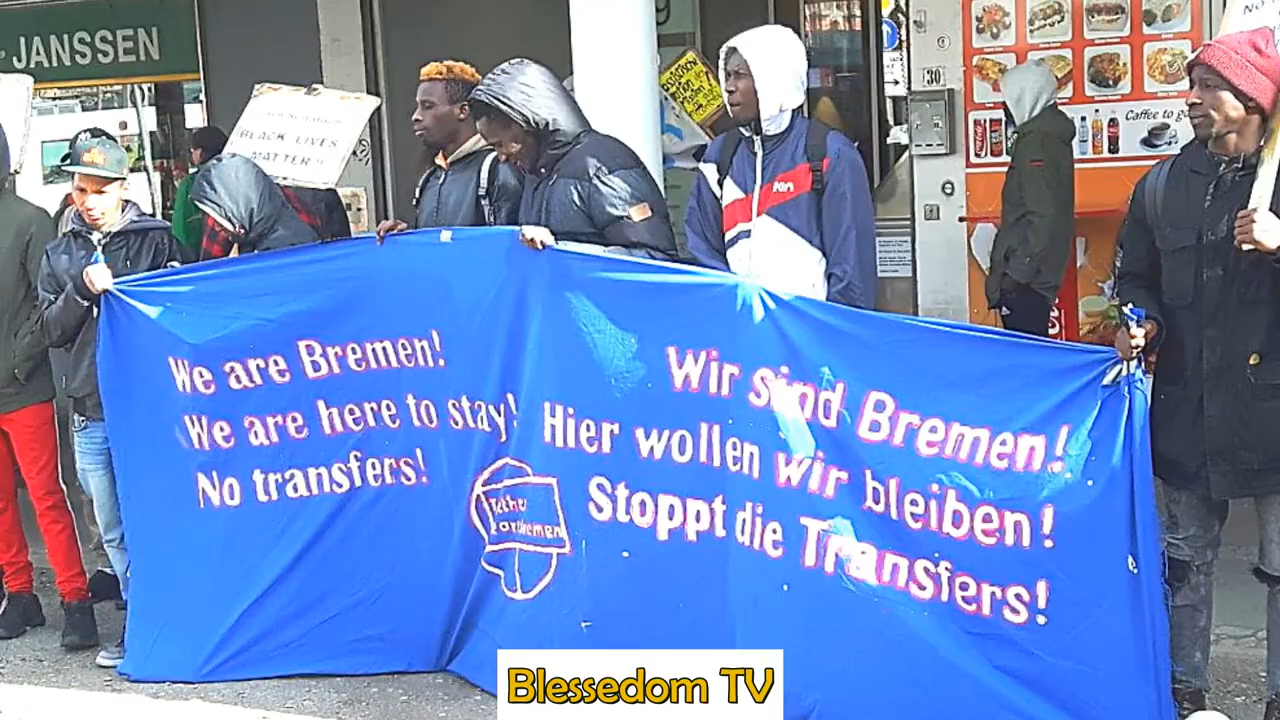 JANSSEN
BLACK LIVES
MATTER!!
30
Caffee to go
We are Bremen!
We are here to stay!
No transfers!
Wir sind Bremen!
Hier wollen wir bleiben!
Stoppt die Transfers!
Together
Blessedom TV